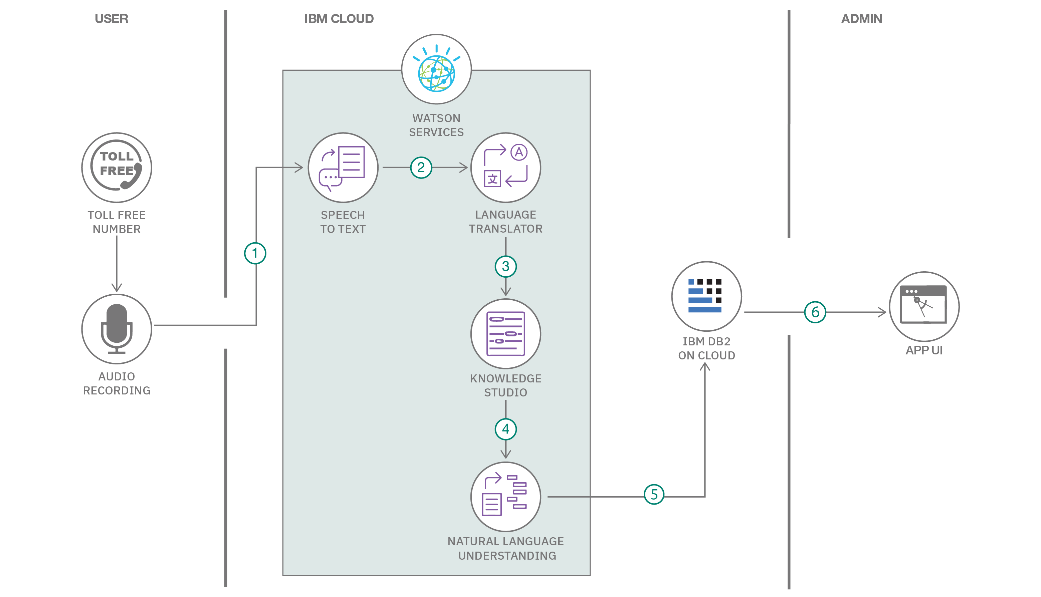 USER
IBM CLOUD
ADMIN
WATSON
SERVICES
TOLL
FREE
TOLL FREE
NUMBER
1
SPEECH
TO TEXT
2
A
文
LANGUAGE
TRANSLATOR
3
AUDIO
RECORDING
KNOWLEDGE
STUDIO
4
NATURAL LANGUAGE
UNDERSTANDING
5
IBM DB2
ON CLOUD
6
APP UI